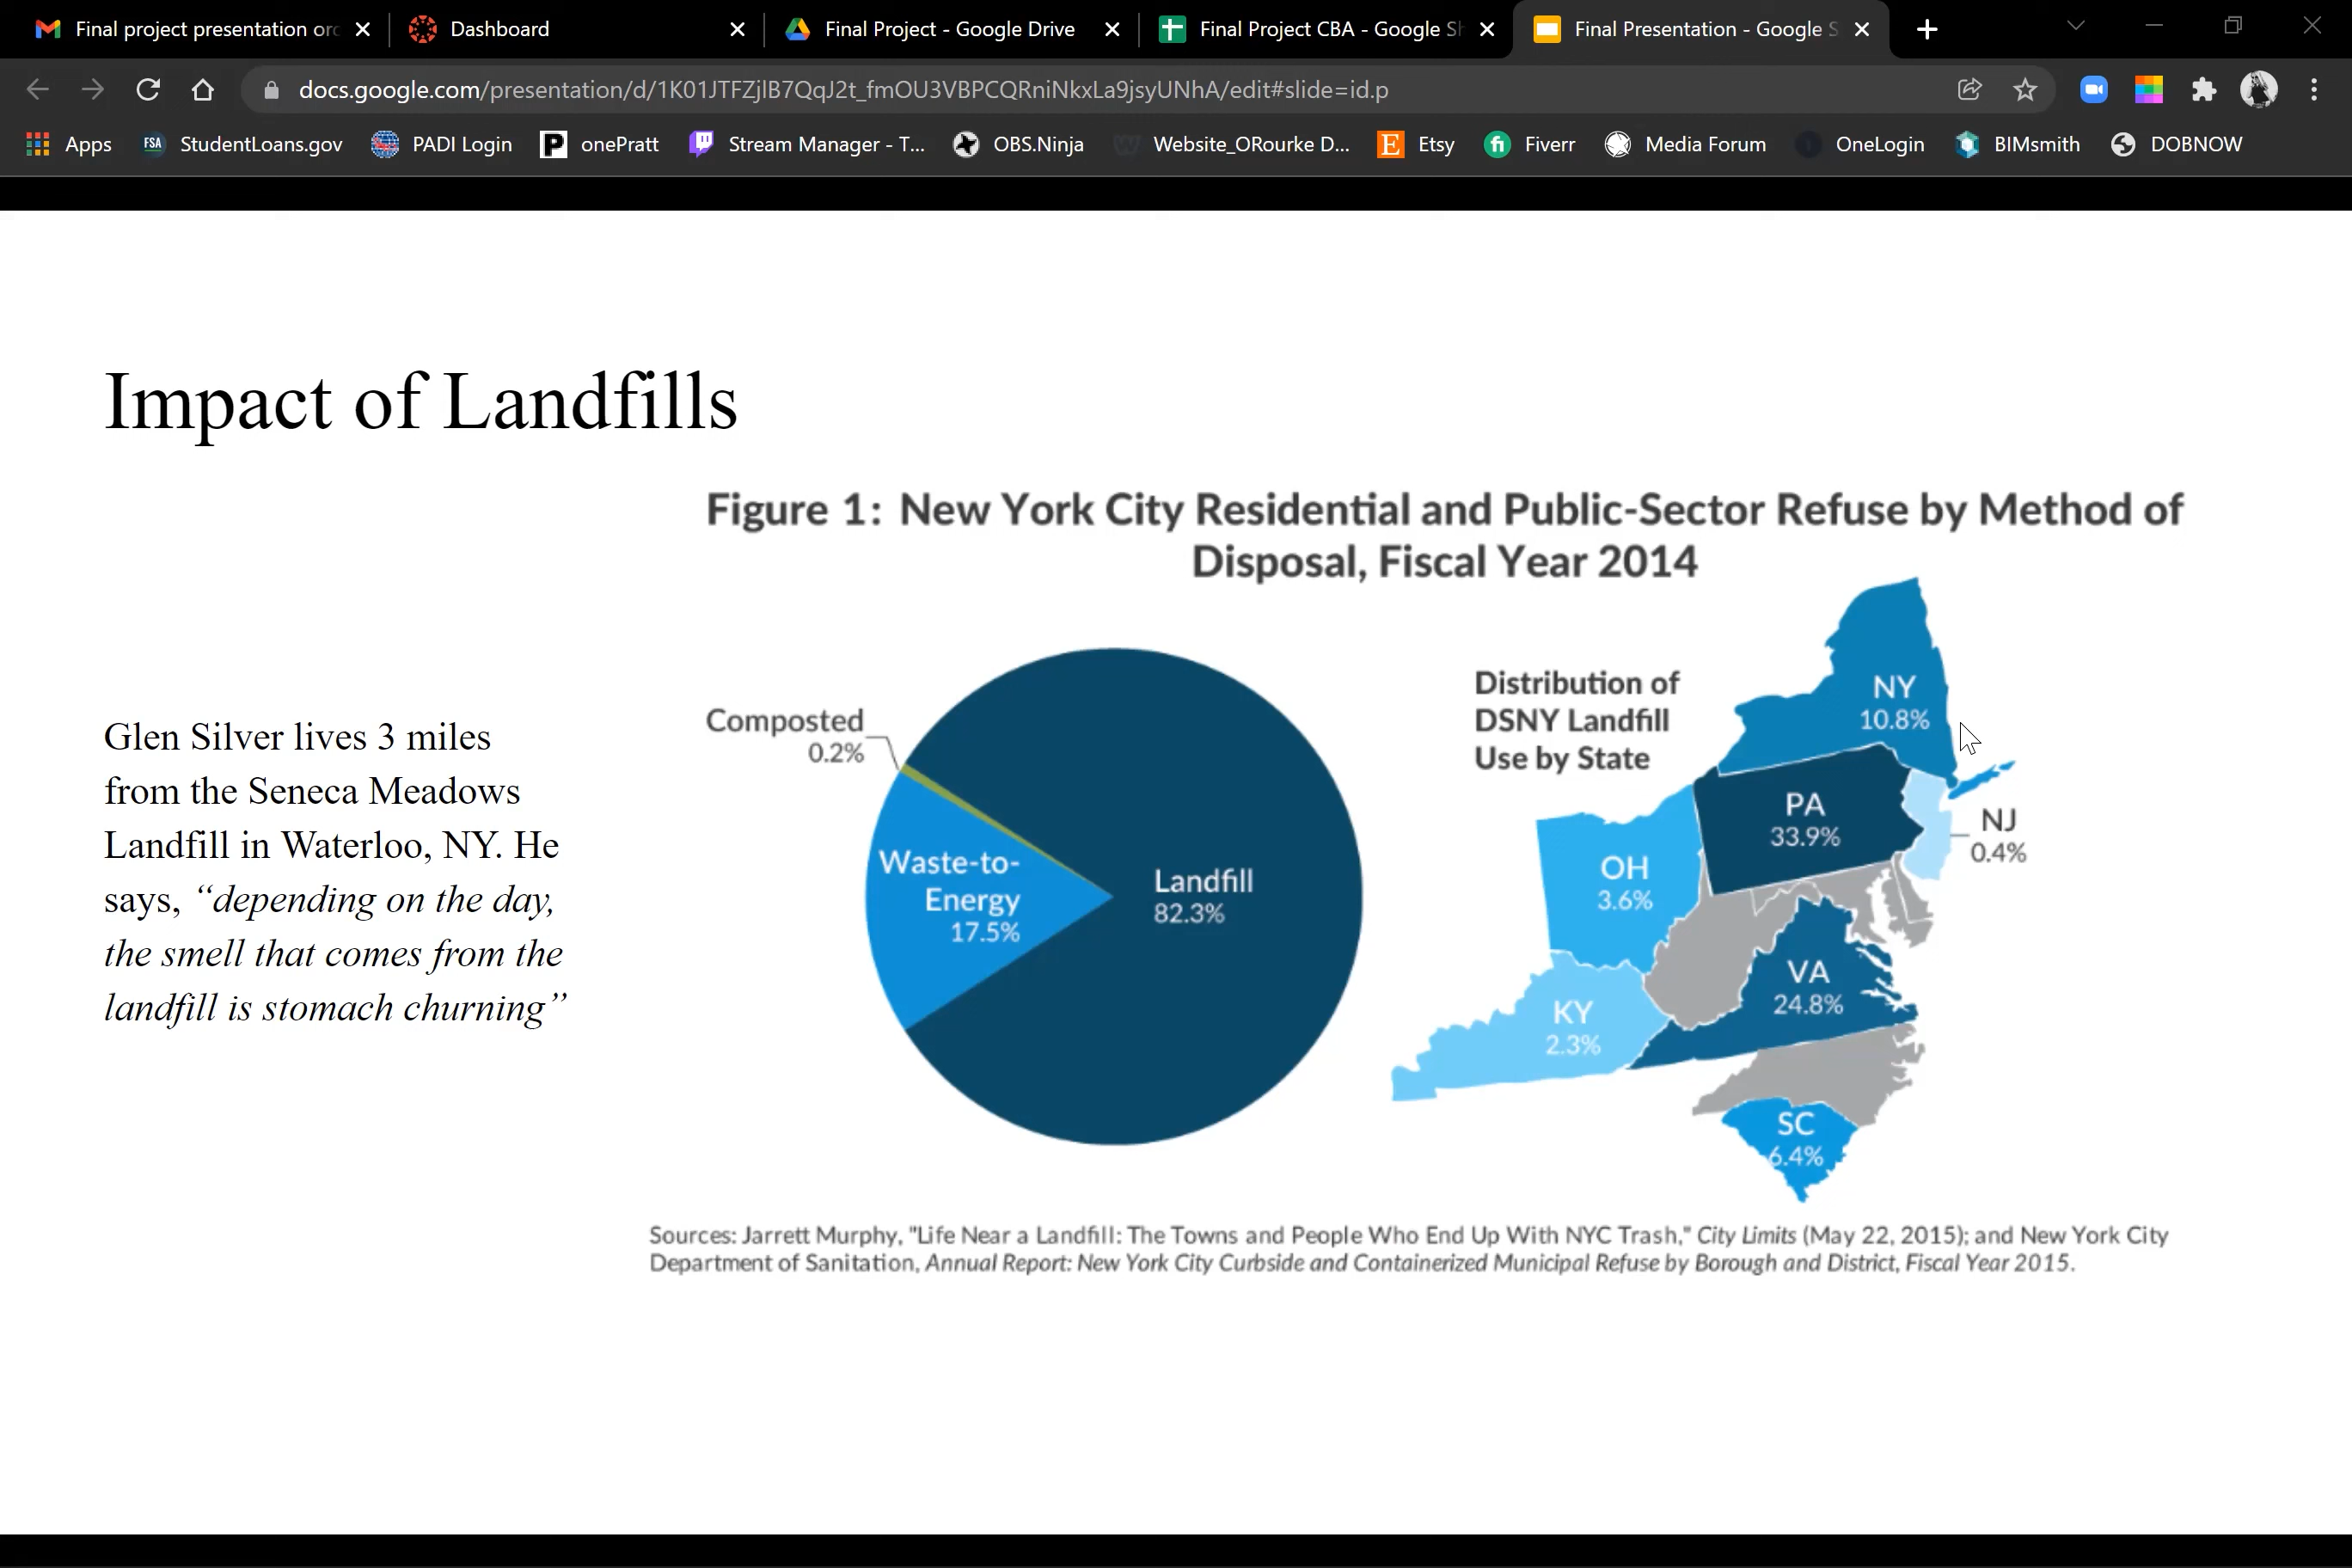 Final project presentation orc
Dashboard
Final Project - Google Drive
Final Project CBA - Google Sh
Final Presentation - Google S
docs.google.com/presentation/d/1K01JTFZjlB7QqJ2t_fmOU3VBPCQRniNkxLa9jsyUNhA/edit#slide=id.p
Apps
FSA StudentLoans.gov
PADI Login
P onePratt
Stream Manager - T...
OBS.Ninja
Website_ORourke D...
E Etsy
fi Fiverr
Media Forum
OneLogin
BIMsmith
DOBNOW
Impact of Landfills
Figure 1: New York City Residential and Public-Sector Refuse by Method of
Disposal, Fiscal Year 2014
Glen Silver lives 3 miles
from the Seneca Meadows
Landfill in Waterloo, NY. He
says, “depending on the day,
the smell that comes from the
landfill is stomach churning”
Composted
0.2%
Waste-to-
Energy
17.5%
Landfill
82.3%
Distribution of
DSNY Landfill
Use by State
NY
10.8%
PA
33.9%
NJ
0.4%
OH
3.6%
VA
24.8%
KY
2.3%
SC
6.4%
Sources: Jarrett Murphy, "Life Near a Landfill: The Towns and People Who End Up With NYC Trash," City Limits (May 22, 2015); and New York City
Department of Sanitation, Annual Report: New York City Curbside and Containerized Municipal Refuse by Borough and District, Fiscal Year 2015.